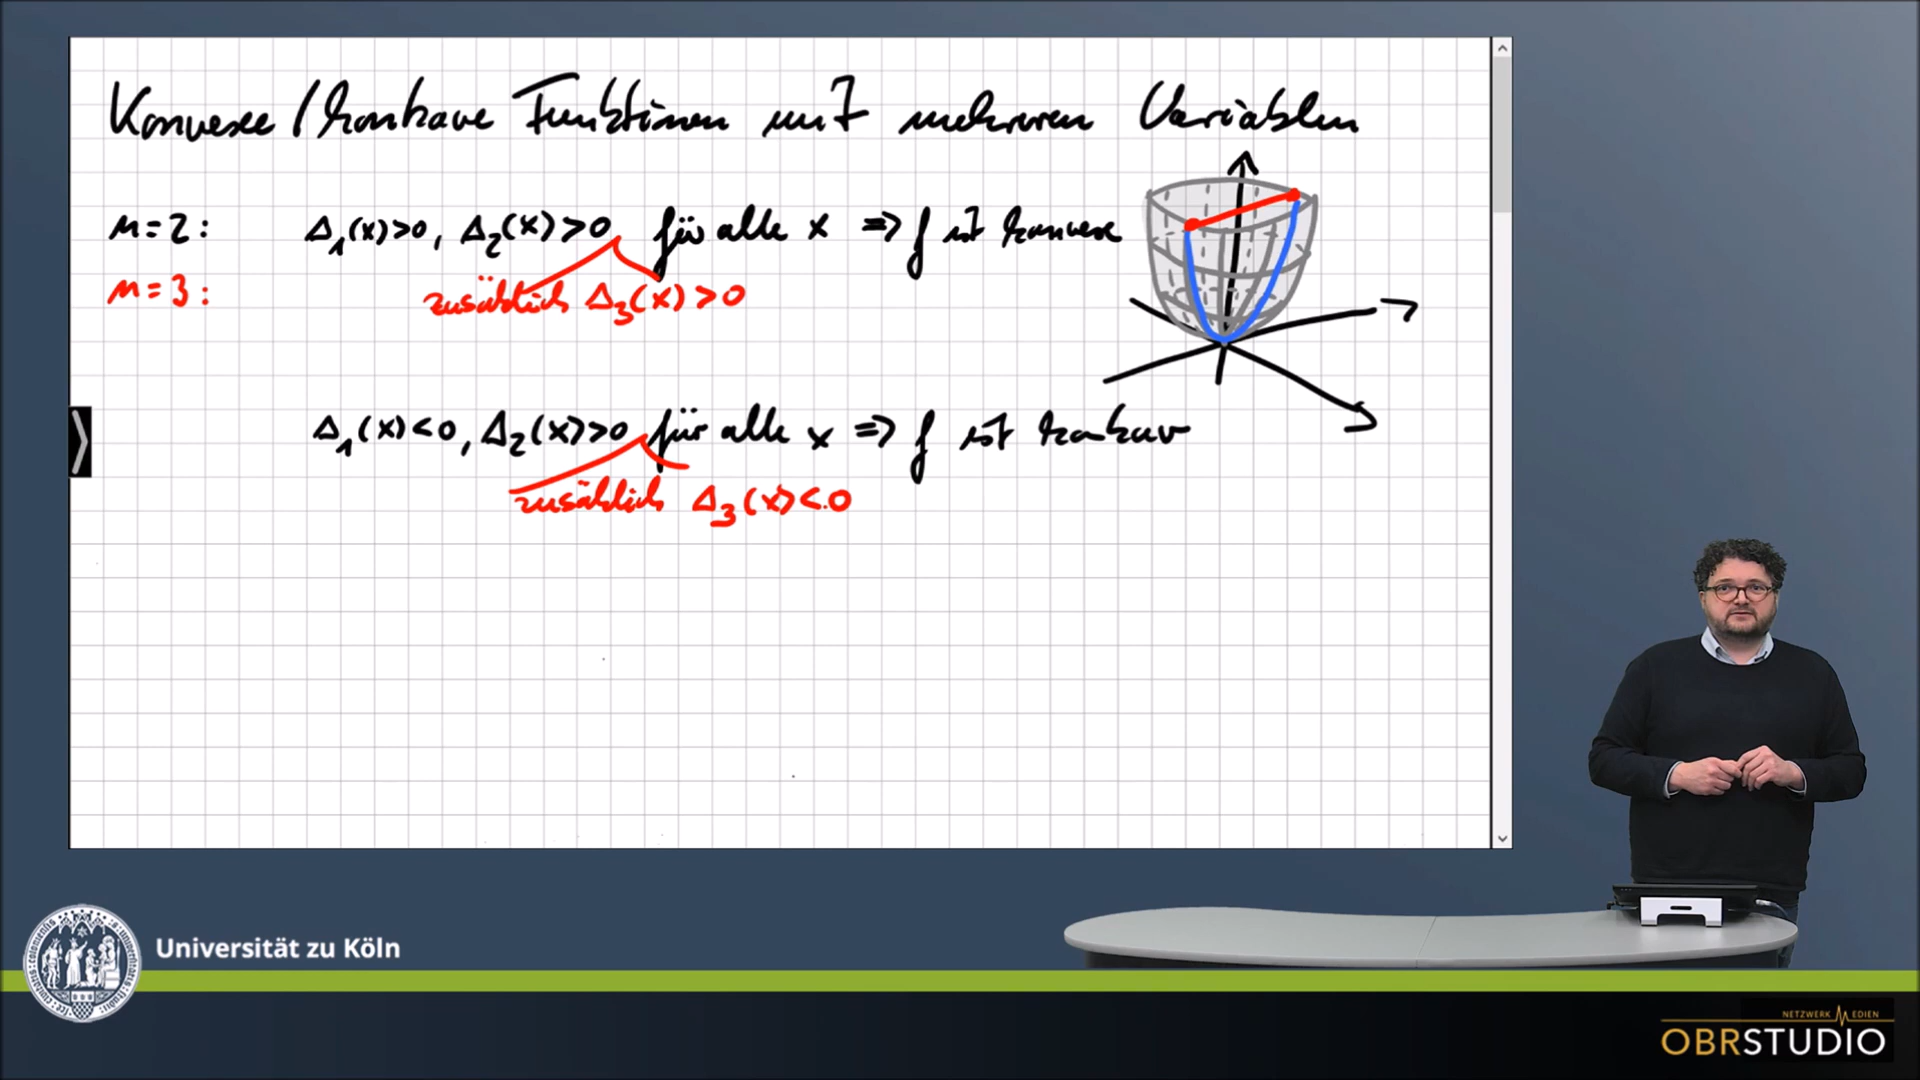 Konvexe / konkave Funktionen mit mehreren Variablen
n=2: Δ₁(x)>0, Δ₂(x)>0 für alle x => f ist konvex
n=3: zusätzlich Δ₃(x)>0
Δ₁(x)<0, Δ₂(x)>0 für alle x => f ist konkav
zusätzlich Δ₃(x)<0
Universität zu Köln
NETZWERK MEDIEN
OBRSTUDIO